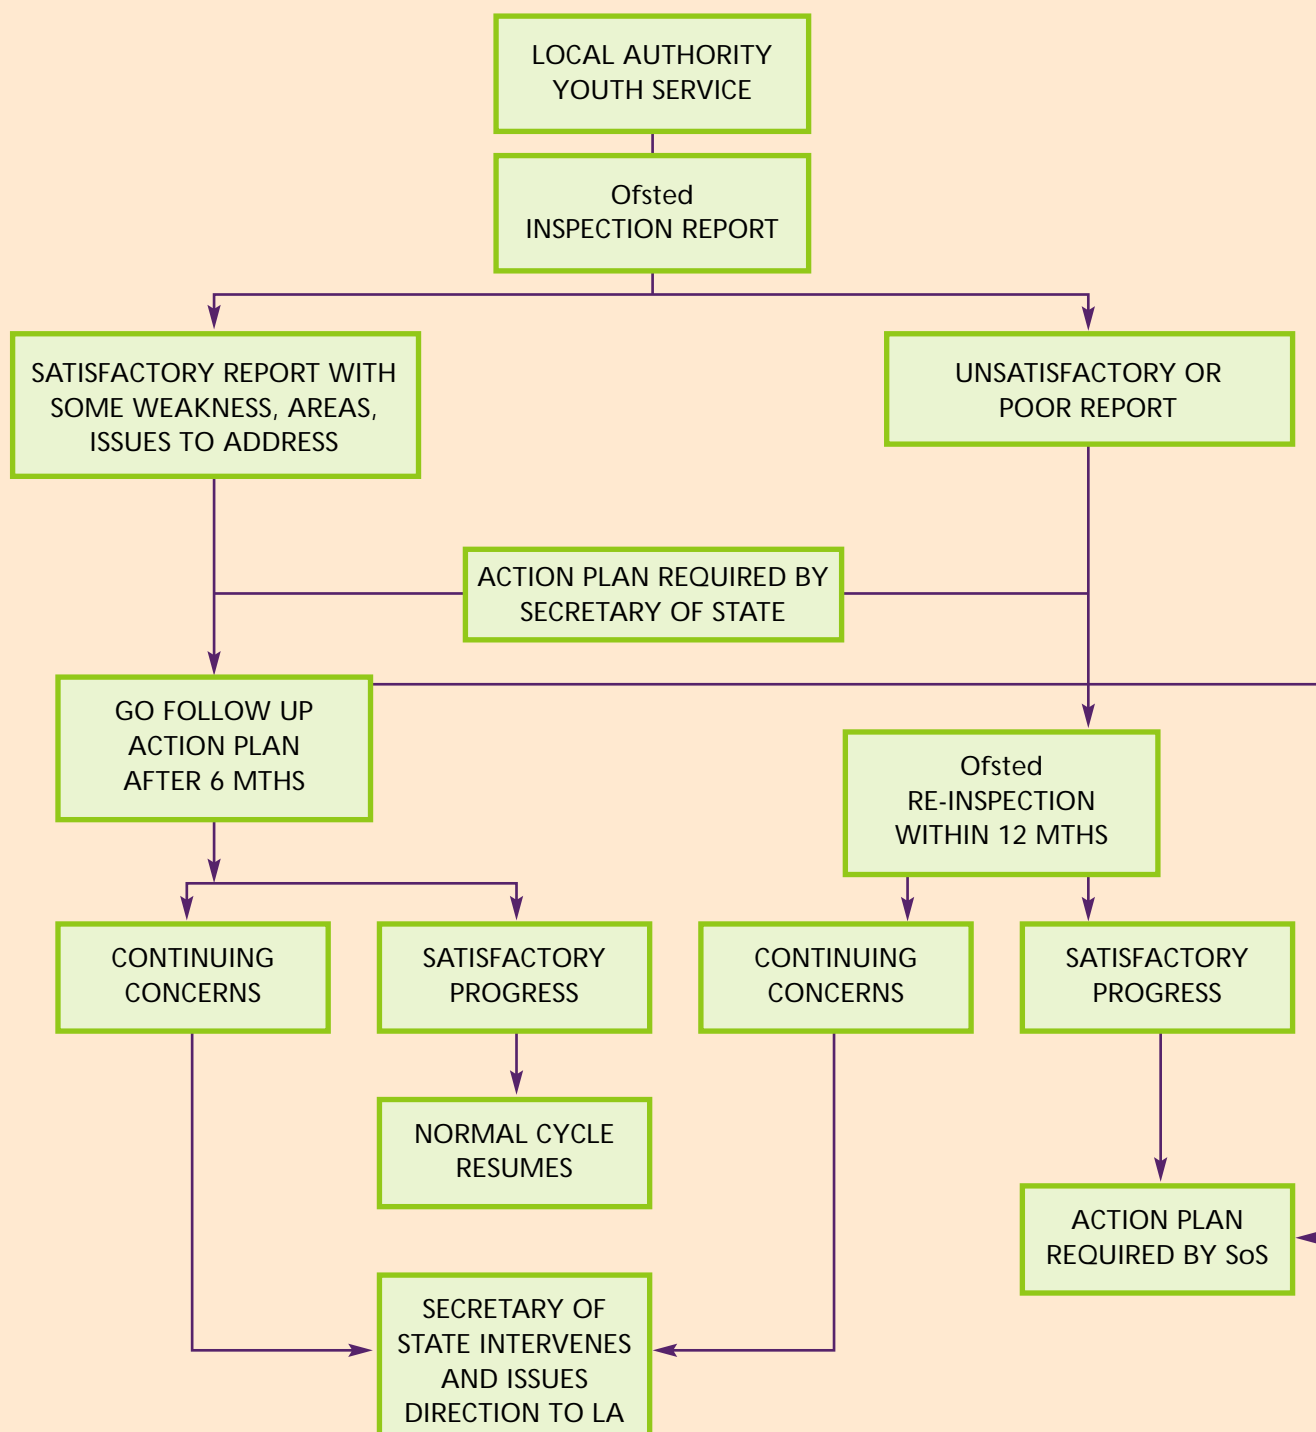 LOCAL AUTHORITY
YOUTH SERVICE
Ofsted
INSPECTION REPORT
SATISFACTORY REPORT WITH
SOME WEAKNESS, AREAS,
ISSUES TO ADDRESS
UNSATISFACTORY OR
POOR REPORT
ACTION PLAN REQUIRED BY
SECRETARY OF STATE
GO FOLLOW UP
ACTION PLAN
AFTER 6 MTHS
Ofsted
RE-INSPECTION
WITHIN 12 MTHS
CONTINUING
CONCERNS
SATISFACTORY
PROGRESS
CONTINUING
CONCERNS
SATISFACTORY
PROGRESS
NORMAL CYCLE
RESUMES
ACTION PLAN
REQUIRED BY SoS
SECRETARY OF
STATE INTERVENES
AND ISSUES
DIRECTION TO LA